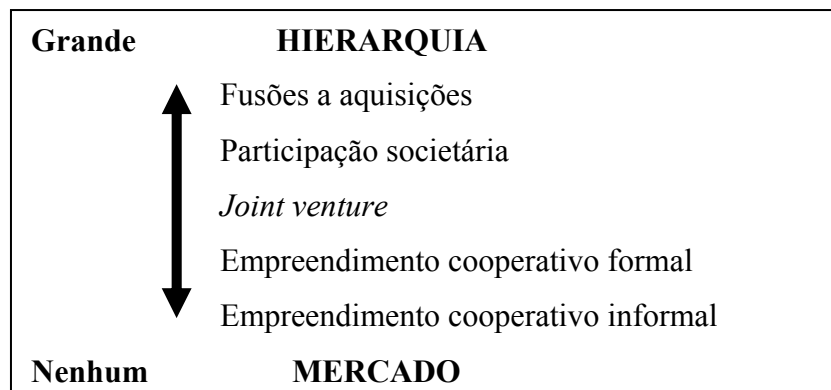 Grande HIERARQUIA
Fusões a aquisições
Participação societária
Joint venture
Empreendimento cooperativo formal
Empreendimento cooperativo informal
Nenhum MERCADO